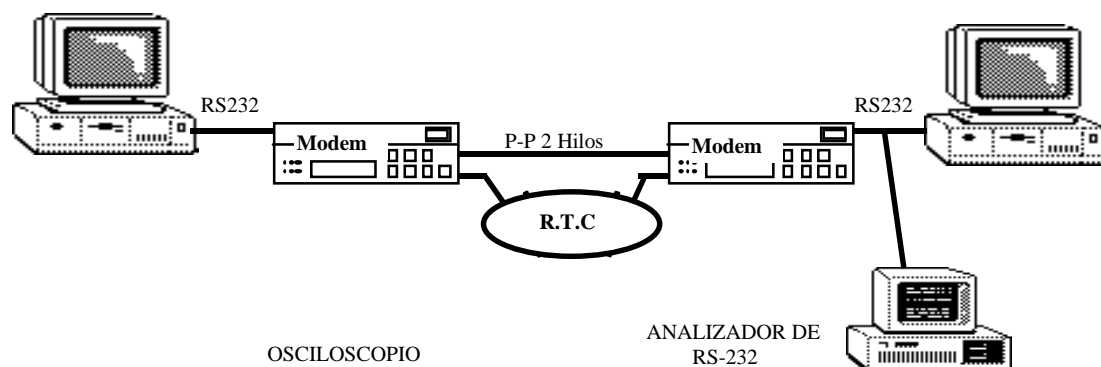 RS232
RS232
Modem
P-P 2 Hilos
Modem
R.T.C
ANALIZADOR DE
RS-232
OSCILOSCOPIO